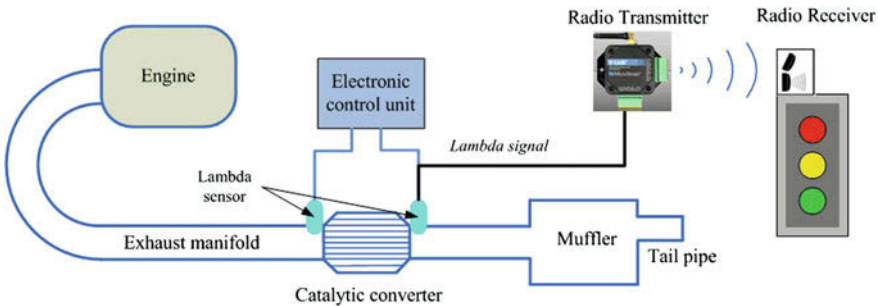 Radio Transmitter
Radio Receiver
Engine
Electronic
control unit
Lambda signal
Lambda
sensor
Exhaust manifold
Muffler
Tail pipe
Catalytic converter